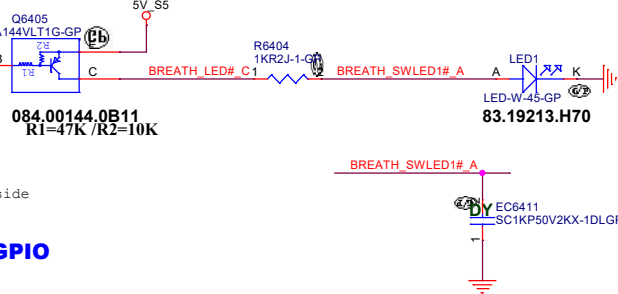 5V_S5
Q6405
A144VLT1G-GP
R2
R1
B
E
C
BREATH_LED#_C
1
R6404
1KR2J-1-GP
2
BREATH_SWLED1#_A
A
LED1
K
LED-W-45-GP
83.19213.H70
084.00144.0B11
R1=47K /R2=10K
BREATH_SWLED1#_A
side
GPIO
DY
EC6411
SC1KP50V2KX-1DLGP
1